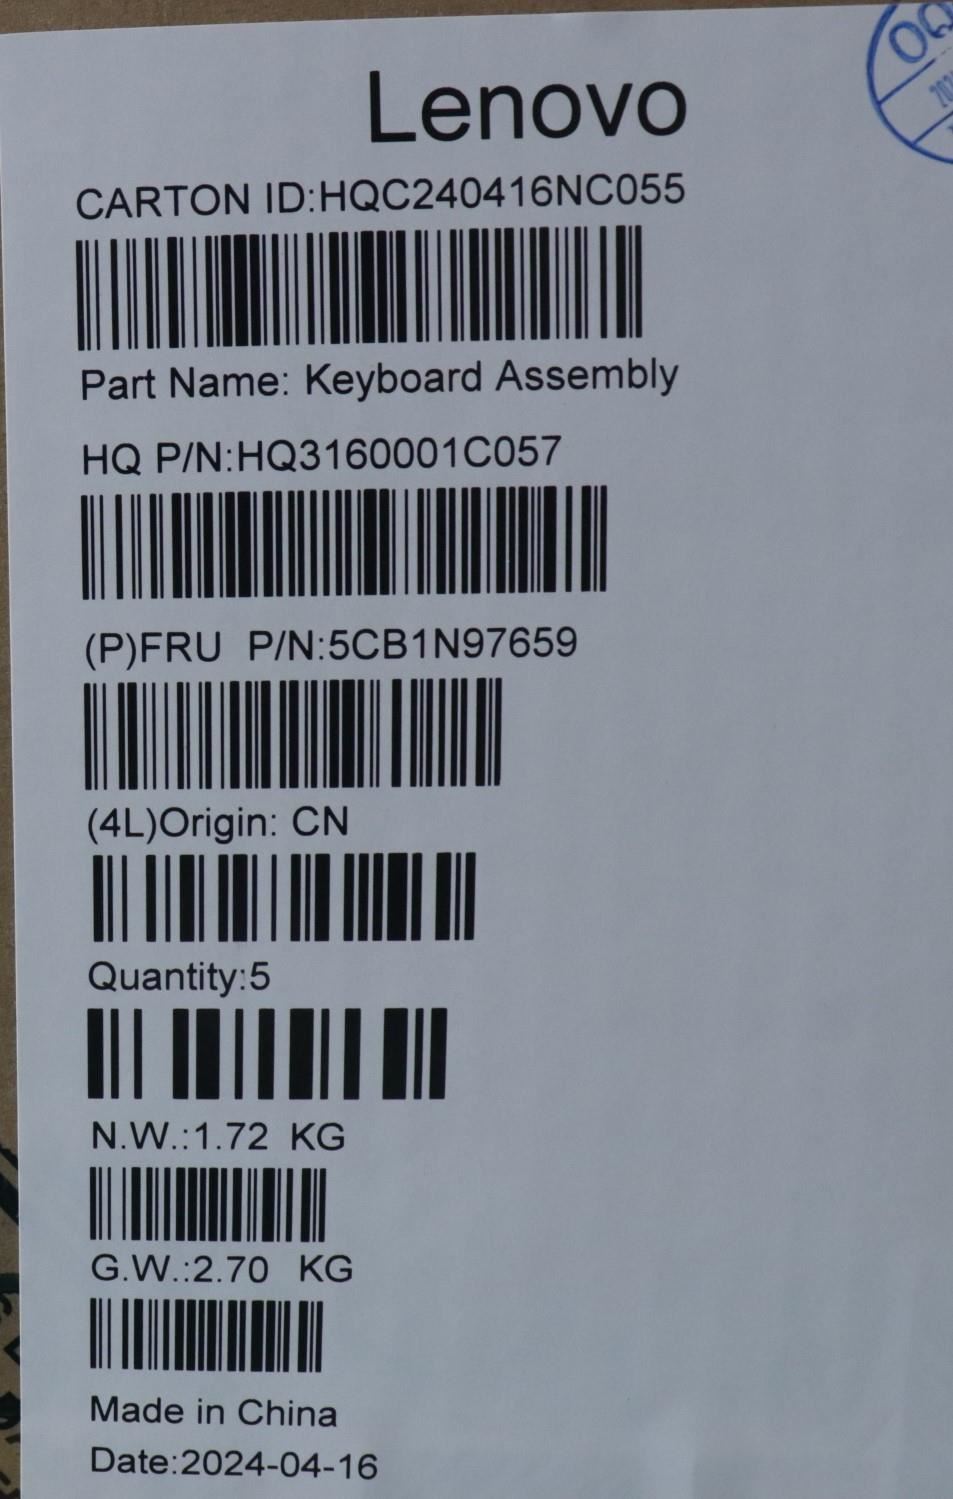 Lenovo
CARTON ID:HQC240416NC055
Part Name: Keyboard Assembly
HQ P/N:HQ3160001C057
(P)FRU P/N:5CB1N97659
(4L)Origin: CN
Quantity:5
N.W.:1.72 KG
G.W.:2.70 KG
Made in China
Date:2024-04-16